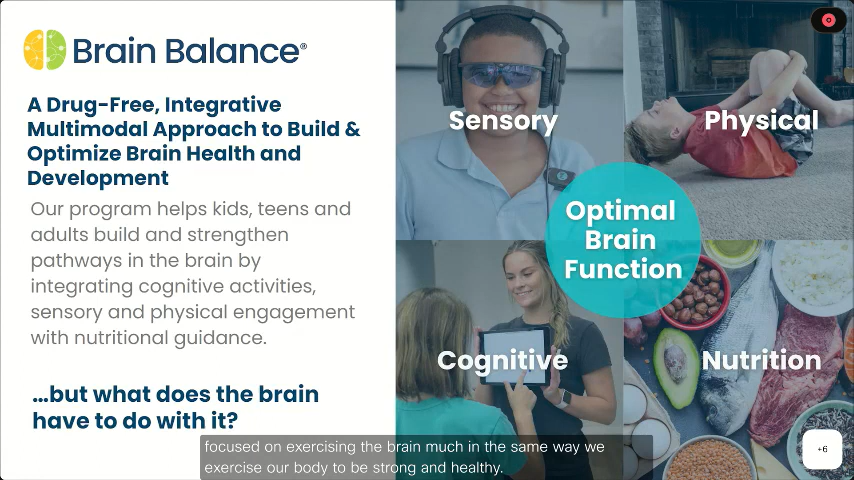 Brain Balance®
A Drug-Free, Integrative
Multimodal Approach to Build &
Optimize Brain Health and
Development
Our program helps kids, teens and
adults build and strengthen
pathways in the brain by
integrating cognitive activities,
sensory and physical engagement
with nutritional guidance.
...but what does the brain
have to do with it?
Sensory
Physical
Optimal
Brain
Function
Cognitive
Nutrition
focused on exercising the brain much in the same way we
exercise our body to be strong and healthy.
+6